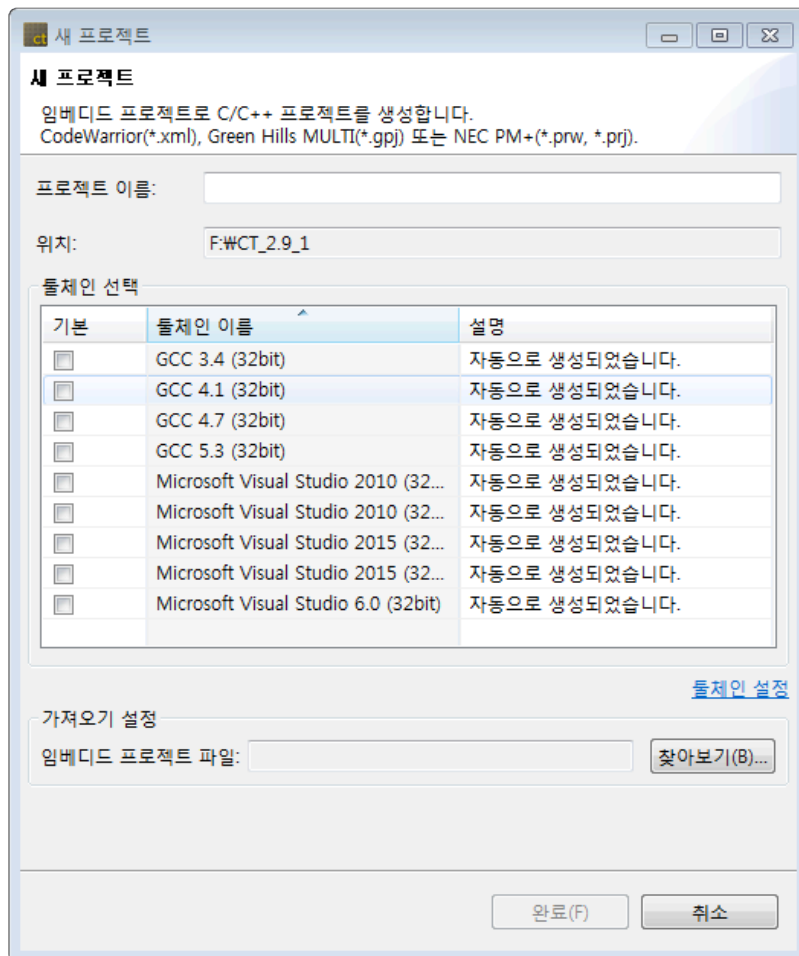 ct 새 프로젝트
새 프로젝트
임베디드 프로젝트로 C/C++ 프로젝트를 생성합니다.
CodeWarrior(*.xml), Green Hills MULTI(*.gpj) 또는 NEC PM+(*.prw, *.prj).
프로젝트 이름:
위치: F:₩CT_2.9_1
툴체인 선택
기본 툴체인 이름 설명
GCC 3.4 (32bit) 자동으로 생성되었습니다.
GCC 4.1 (32bit) 자동으로 생성되었습니다.
GCC 4.7 (32bit) 자동으로 생성되었습니다.
GCC 5.3 (32bit) 자동으로 생성되었습니다.
Microsoft Visual Studio 2010 (32... 자동으로 생성되었습니다.
Microsoft Visual Studio 2010 (32... 자동으로 생성되었습니다.
Microsoft Visual Studio 2015 (32... 자동으로 생성되었습니다.
Microsoft Visual Studio 2015 (32... 자동으로 생성되었습니다.
Microsoft Visual Studio 6.0 (32bit) 자동으로 생성되었습니다.
툴체인 설정
가져오기 설정
임베디드 프로젝트 파일: 찾아보기(B)...
완료(F) 취소